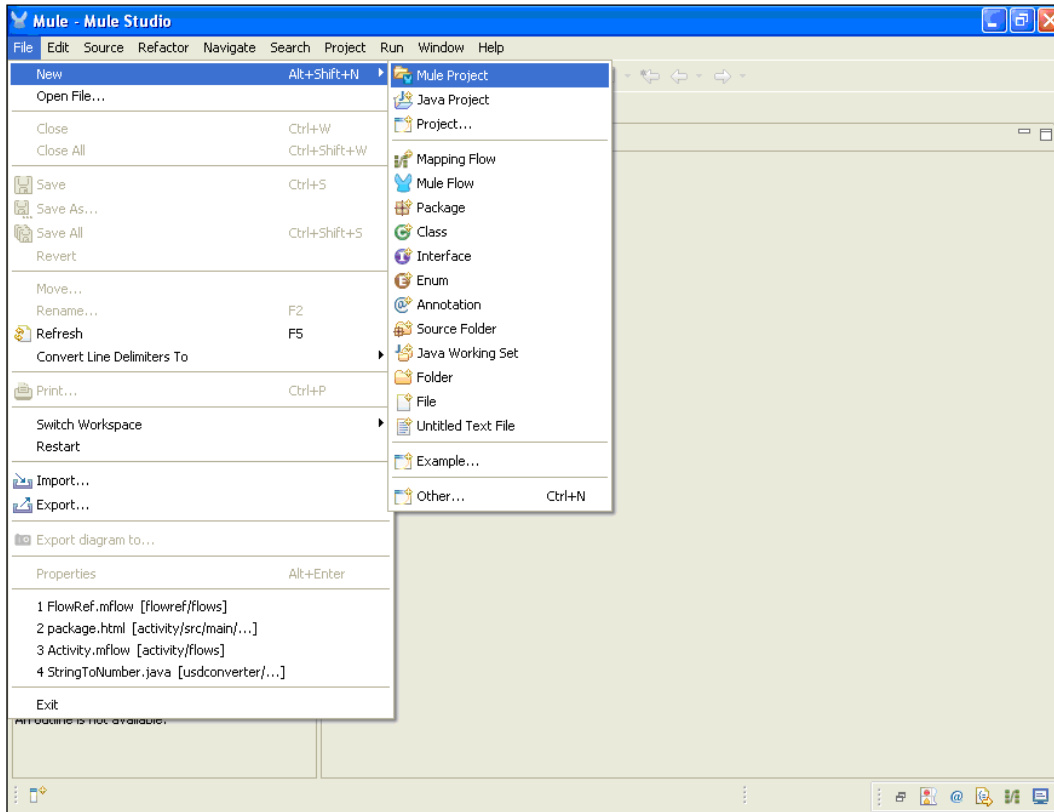 Mule - Mule Studio
File Edit Source Refactor Navigate Search Project Run Window Help
New Alt+Shift+N
Open File...
Close Ctrl+W
Close All Ctrl+Shift+W
Save Ctrl+S
Save As...
Save All Ctrl+Shift+S
Revert
Move...
Rename... F2
Refresh F5
Convert Line Delimiters To
Print... Ctrl+P
Switch Workspace
Restart
Import...
Export...
Export diagram to...
Properties Alt+Enter
1 FlowRef.mflow [flowref/flows]
2 package.html [activity/src/main/...]
3 Activity.mflow [activity/flows]
4 StringToNumber.java [usdconverter/...]
Exit
An outline is not available.
Mule Project
Java Project
Project...
Mapping Flow
Mule Flow
Package
Class
Interface
Enum
Annotation
Source Folder
Java Working Set
Folder
File
Untitled Text File
Example...
Other... Ctrl+N